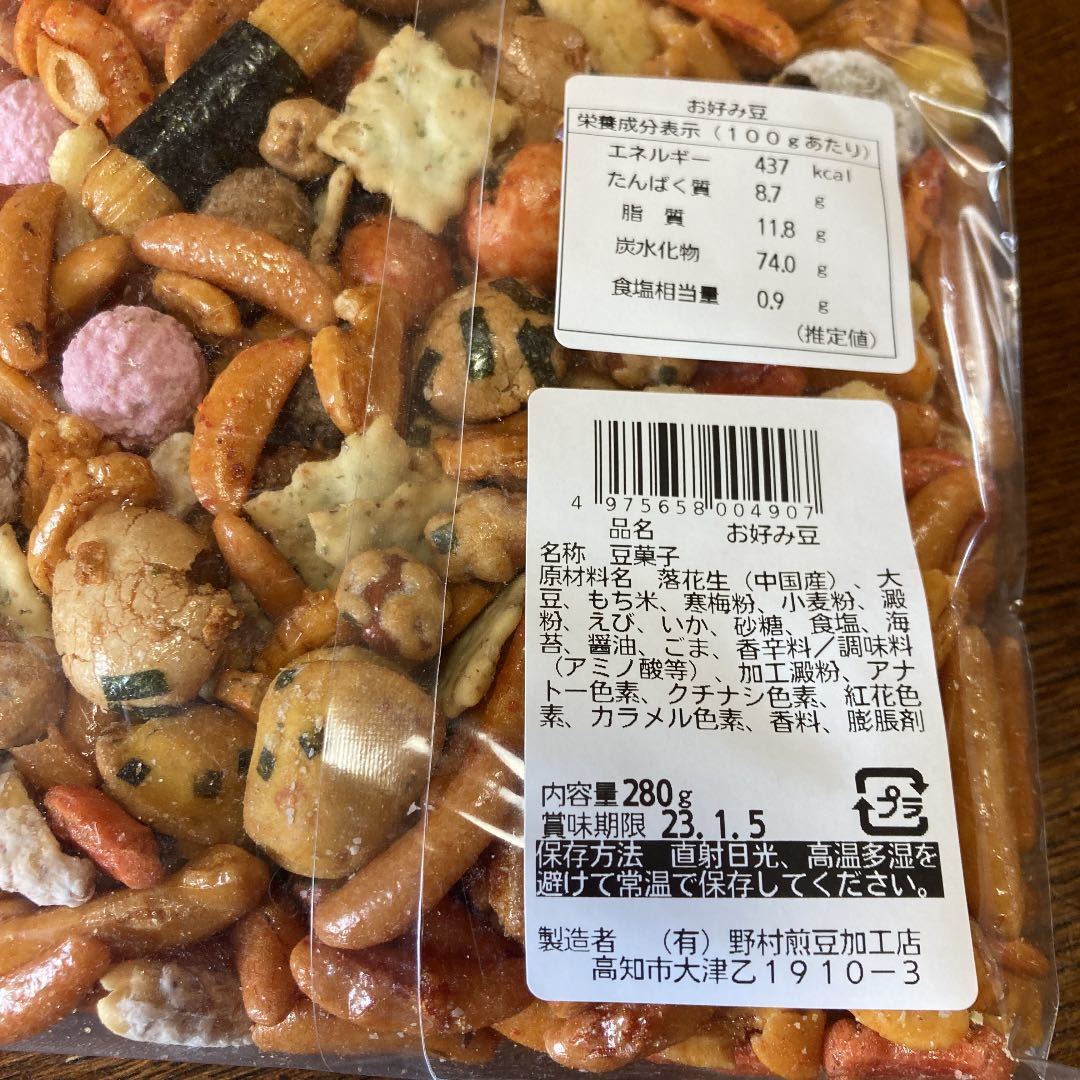 お好み豆
栄養成分表示（100gあたり）
エネルギー 437 kcal
たんぱく質 8.7 g
脂質 11.8 g
炭水化物 74.0 g
食塩相当量 0.9 g
（推定値）
4 975658 004907
品名 お好み豆
名称 豆菓子
原材料名 落花生（中国産）、大
豆、もち米、寒梅粉、小麦粉、澱
粉、えび、いか、砂糖、食塩、海
苔、醤油、ごま、香辛料／調味料
（アミノ酸等）、加工澱粉、アナ
トー色素、クチナシ色素、紅花色
素、カラメル色素、香料、膨脹剤
内容量 280g
プラ
賞味期限 23.1.5
保存方法 直射日光、高温多湿を
避けて常温で保存してください。
製造者 （有）野村煎豆加工店
高知市大津乙1910-3